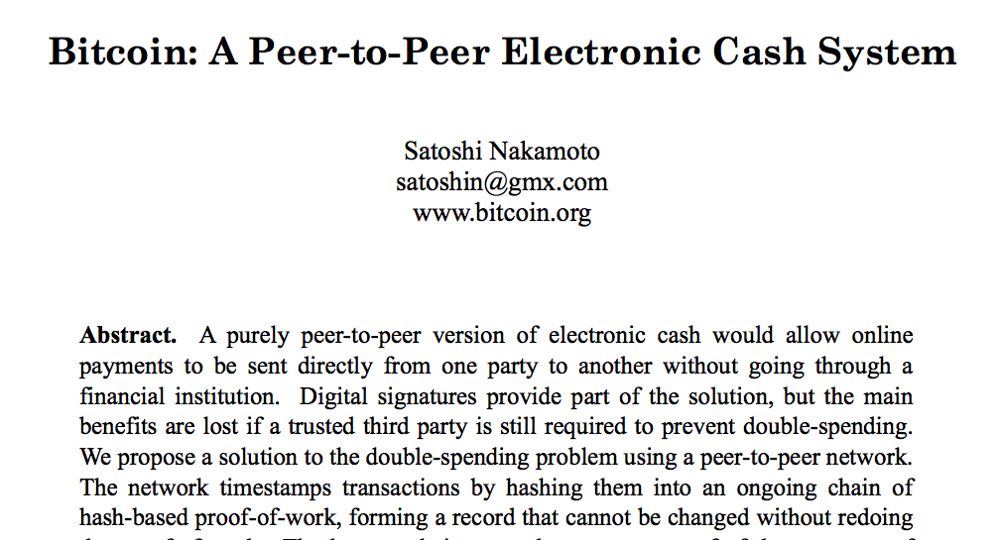 Bitcoin: A Peer-to-Peer Electronic Cash System
Satoshi Nakamoto
satoshin@gmx.com
www.bitcoin.org
Abstract. A purely peer-to-peer version of electronic cash would allow online
payments to be sent directly from one party to another without going through a
financial institution. Digital signatures provide part of the solution, but the main
benefits are lost if a trusted third party is still required to prevent double-spending.
We propose a solution to the double-spending problem using a peer-to-peer network.
The network timestamps transactions by hashing them into an ongoing chain of
hash-based proof-of-work, forming a record that cannot be changed without redoing